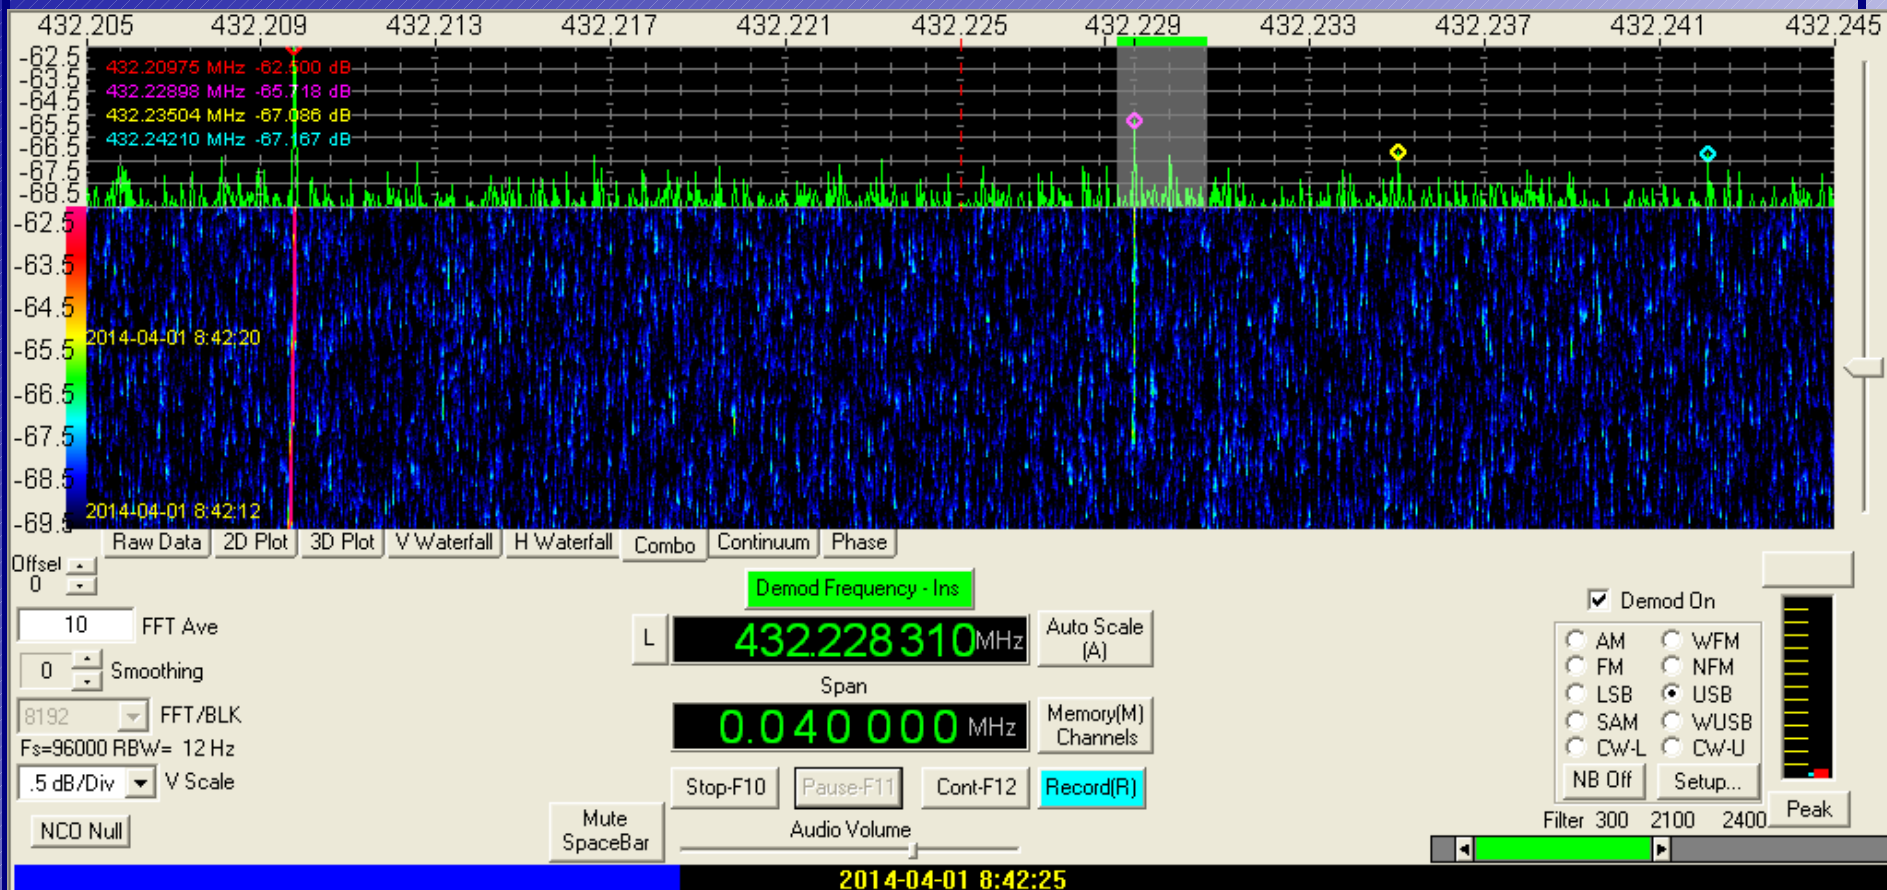 432.205 432.209 432.213 432.217 432.221 432.225 432.229 432.233 432.237 432.241 432.245
-62.5
-63.5
-64.5
-65.5
-66.5
-67.5
-68.5
432.20975 MHz -62.500 dB
432.22898 MHz -65.718 dB
432.23504 MHz -67.086 dB
432.24210 MHz -67.167 dB
-62.5
-63.5
-64.5
-65.5
-66.5
-67.5
-68.5
-69.5
2014-04-01 8:42:20
2014-04-01 8:42:12
Raw Data 2D Plot 3D Plot V Waterfall H Waterfall Combo Continuum Phase
Offset
0
10 FFT Ave
0 Smoothing
8192 FFT/BLK
Fs=96000 RBW= 12 Hz
.5 dB/Div V Scale
NCO Null
Demod Frequency - Ins
L 432.228 310 MHz
Auto Scale
(A)
Span
0.040 000 MHz
Memory(M)
Channels
Stop-F10 Pause-F11 Cont-F12 Record(R)
Mute
SpaceBar
Audio Volume
Demod On
AM WFM
FM NFM
LSB USB
SAM WUSB
CW-L CW-U
NB Off Setup...
Peak
Filter 300 2100 2400
2014-04-01 8:42:25